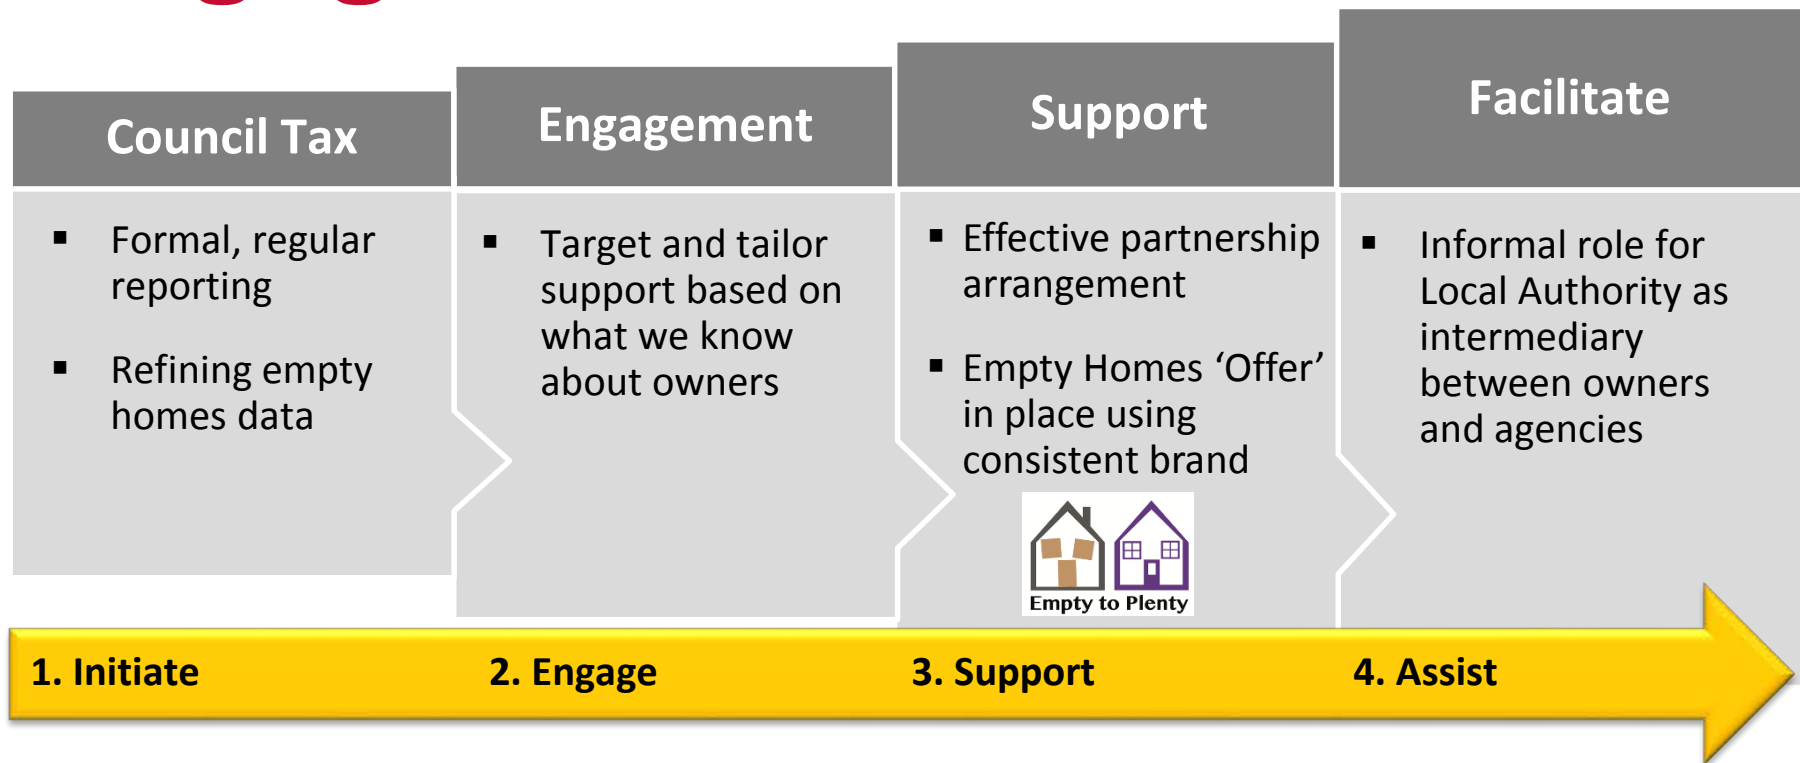 Council Tax
Engagement
Support
Facilitate
▪ Formal, regular
reporting
▪ Refining empty
homes data
▪ Target and tailor
support based on
what we know
about owners
▪ Effective partnership
arrangement
▪ Empty Homes ‘Offer’
in place using
consistent brand
Empty to Plenty
▪ Informal role for
Local Authority as
intermediary
between owners
and agencies
1. Initiate
2. Engage
3. Support
4. Assist